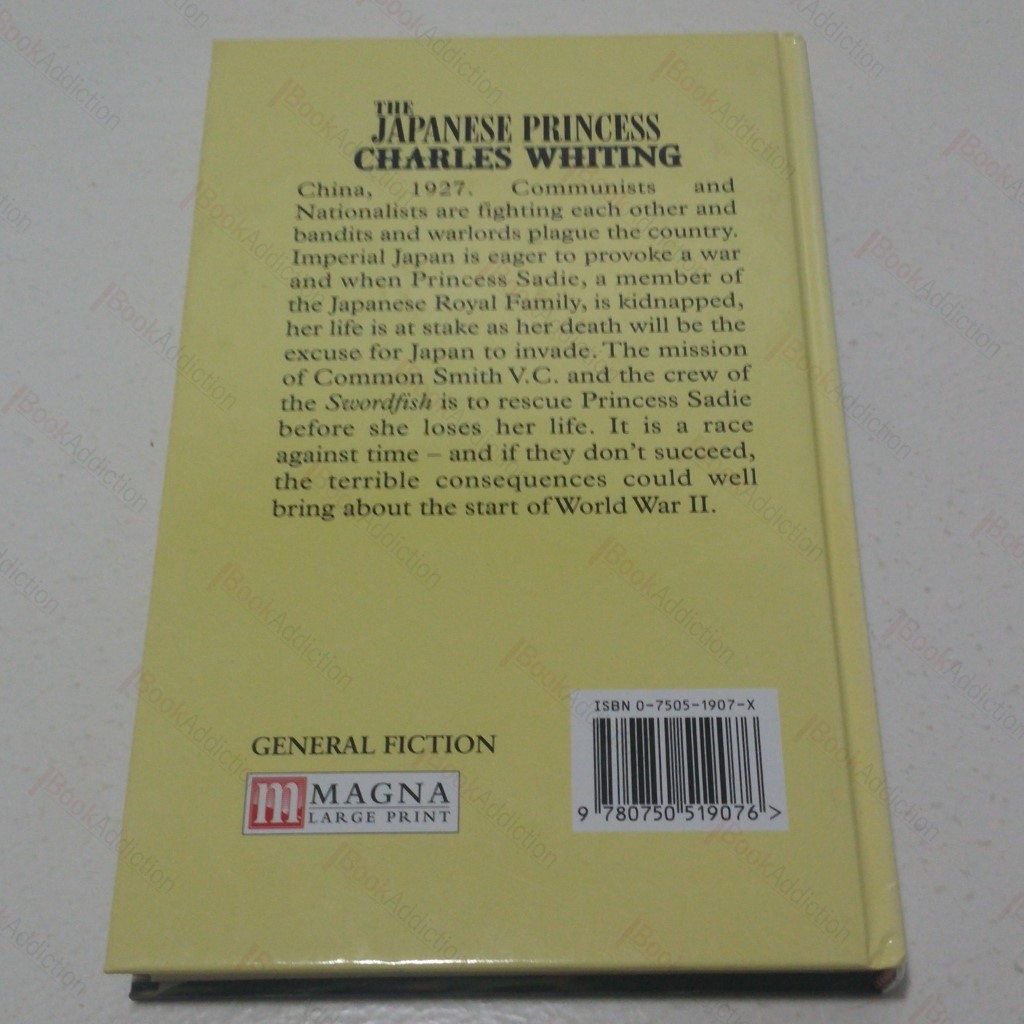 THE
JAPANESE PRINCESS
CHARLES WHITING
China, 1927. Communists and
Nationalists are fighting each other and
bandits and warlords plague the country.
Imperial Japan is eager to provoke a war
and when Princess Sadie, a member of
the Japanese Royal Family, is kidnapped,
her life is at stake as her death will be the
excuse for Japan to invade. The mission
of Common Smith V.C. and the crew of
the Swordfish is to rescue Princess Sadie
before she loses her life. It is a race
against time – and if they don't succeed,
the terrible consequences could well
bring about the start of World War II.
ISBN 0-7505-1907-X
GENERAL FICTION
m MAGNA
LARGE PRINT
9 780750 519076 >
BookAddiction